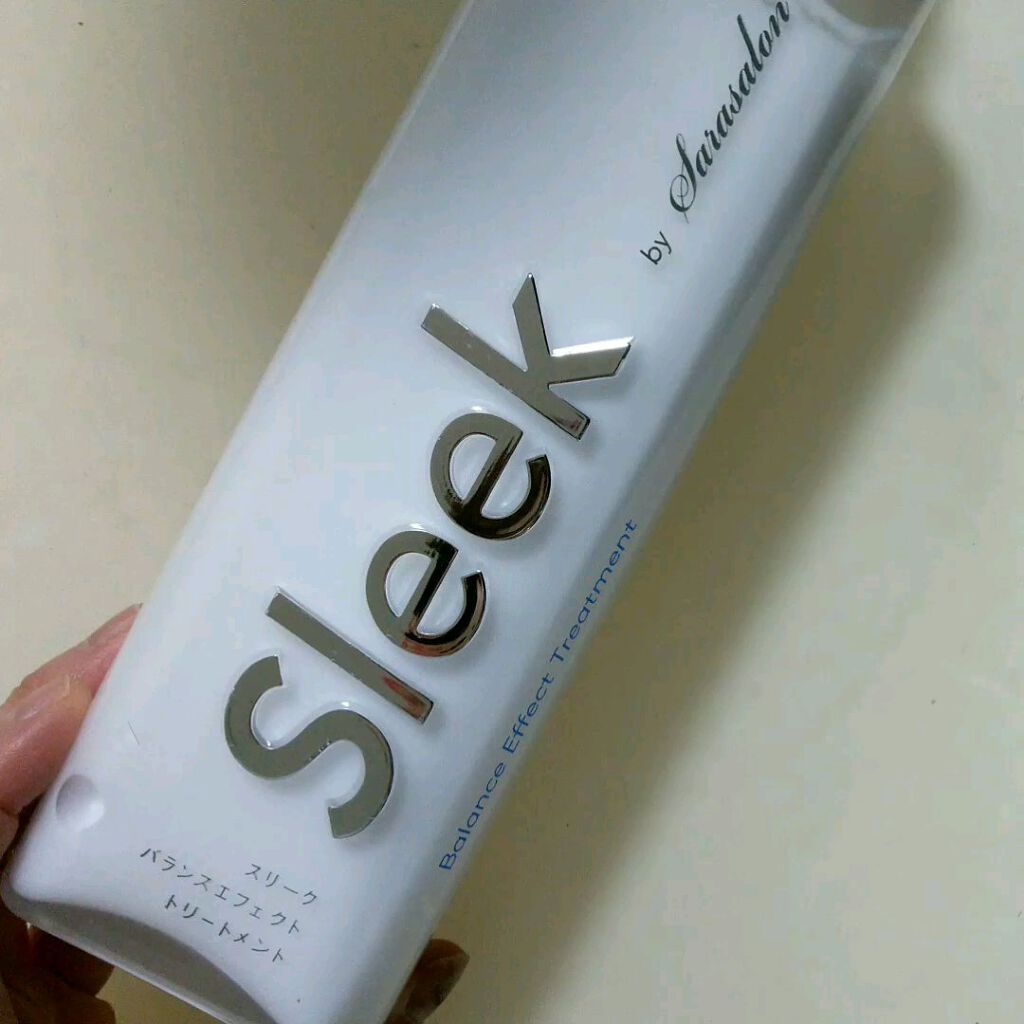 Sleek
by Sarasalon
Balance Effect Treatment
スリーク
バランスエフェクト
トリートメント